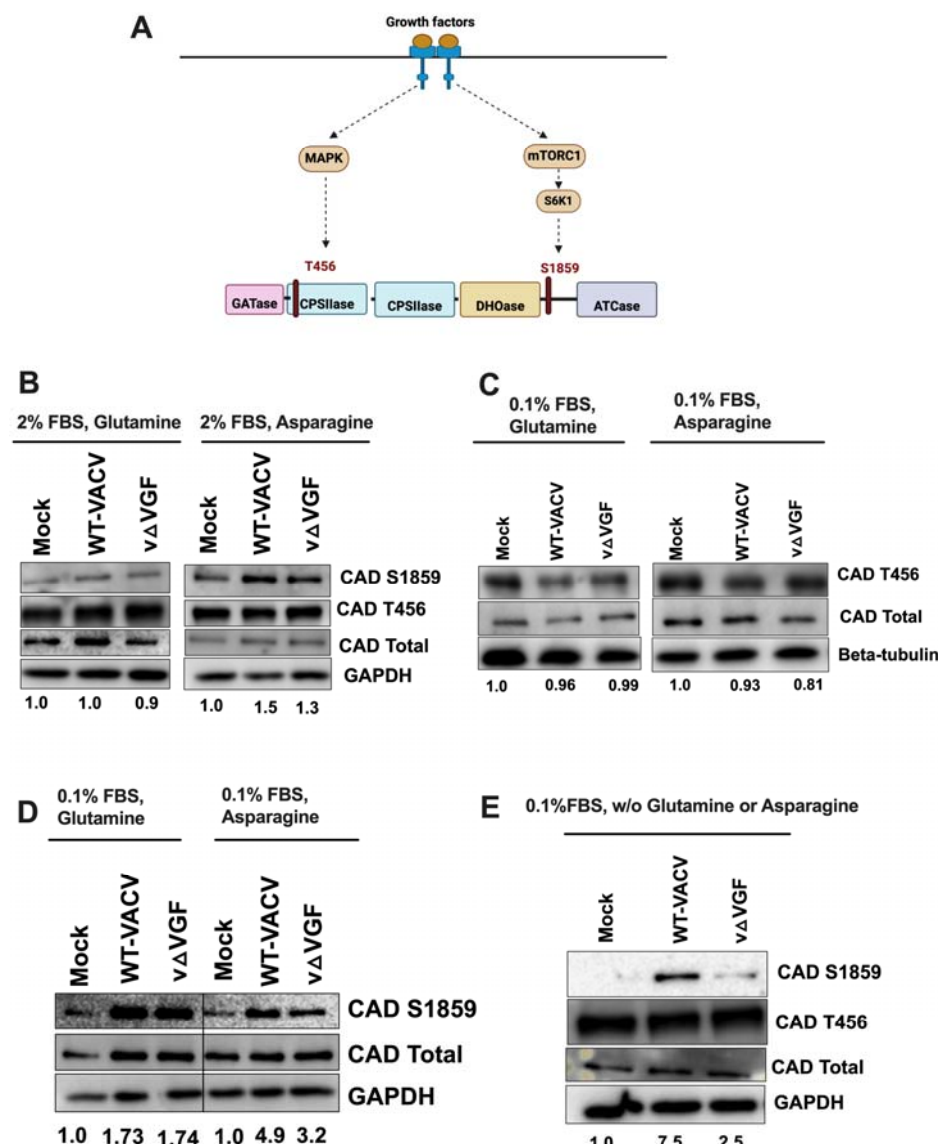 A
Growth factors
MAPK
mTORC1
S6K1
T456
S1859
GATase CPSIIase CPSIIase DHOase ATCase
B
2% FBS, Glutamine 2% FBS, Asparagine
Mock WT-VACV vΔVGF Mock WT-VACV vΔVGF
CAD S1859
CAD T456
CAD Total
GAPDH
1.0 1.0 0.9 1.0 1.5 1.3
C
0.1% FBS,
Glutamine
0.1% FBS,
Asparagine
Mock WT-VACV vΔVGF Mock WT-VACV vΔVGF
CAD T456
CAD Total
Beta-tubulin
1.0 0.96 0.99 1.0 0.93 0.81
D
0.1% FBS,
Glutamine
0.1% FBS,
Asparagine
Mock WT-VACV vΔVGF Mock WT-VACV vΔVGF
CAD S1859
CAD Total
GAPDH
1.0 1.73 1.74 1.0 4.9 3.2
E
0.1%FBS, w/o Glutamine or Asparagine
Mock WT-VACV vΔVGF
CAD S1859
CAD T456
CAD Total
GAPDH
1.0 7.5 2.5